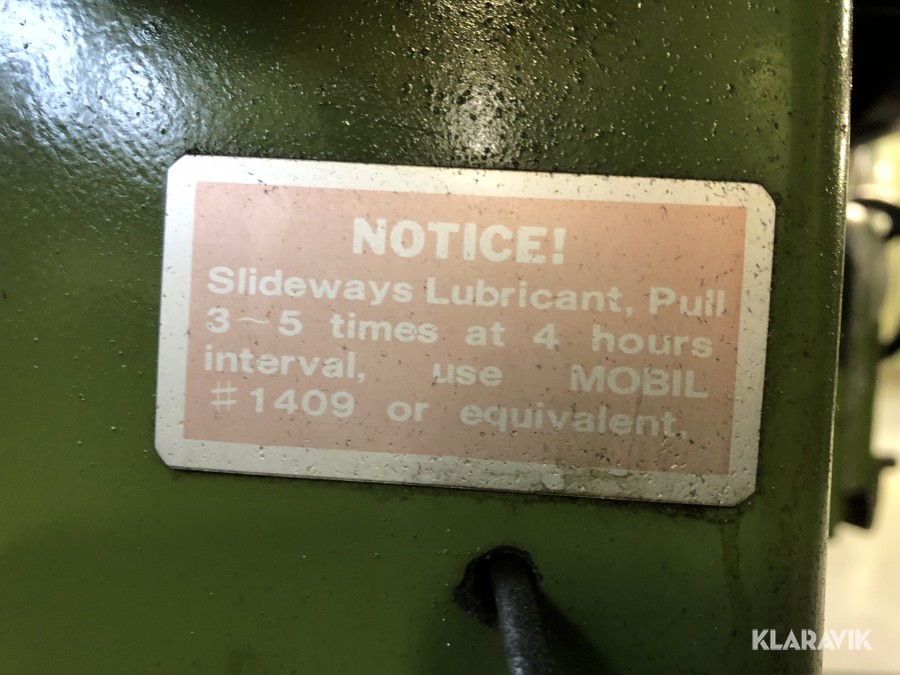 NOTICE!
Slideways Lubricant, Pull
3~5 times at 4 hours
interval, use MOBIL
#1409 or equivalent.
KLARAVIK